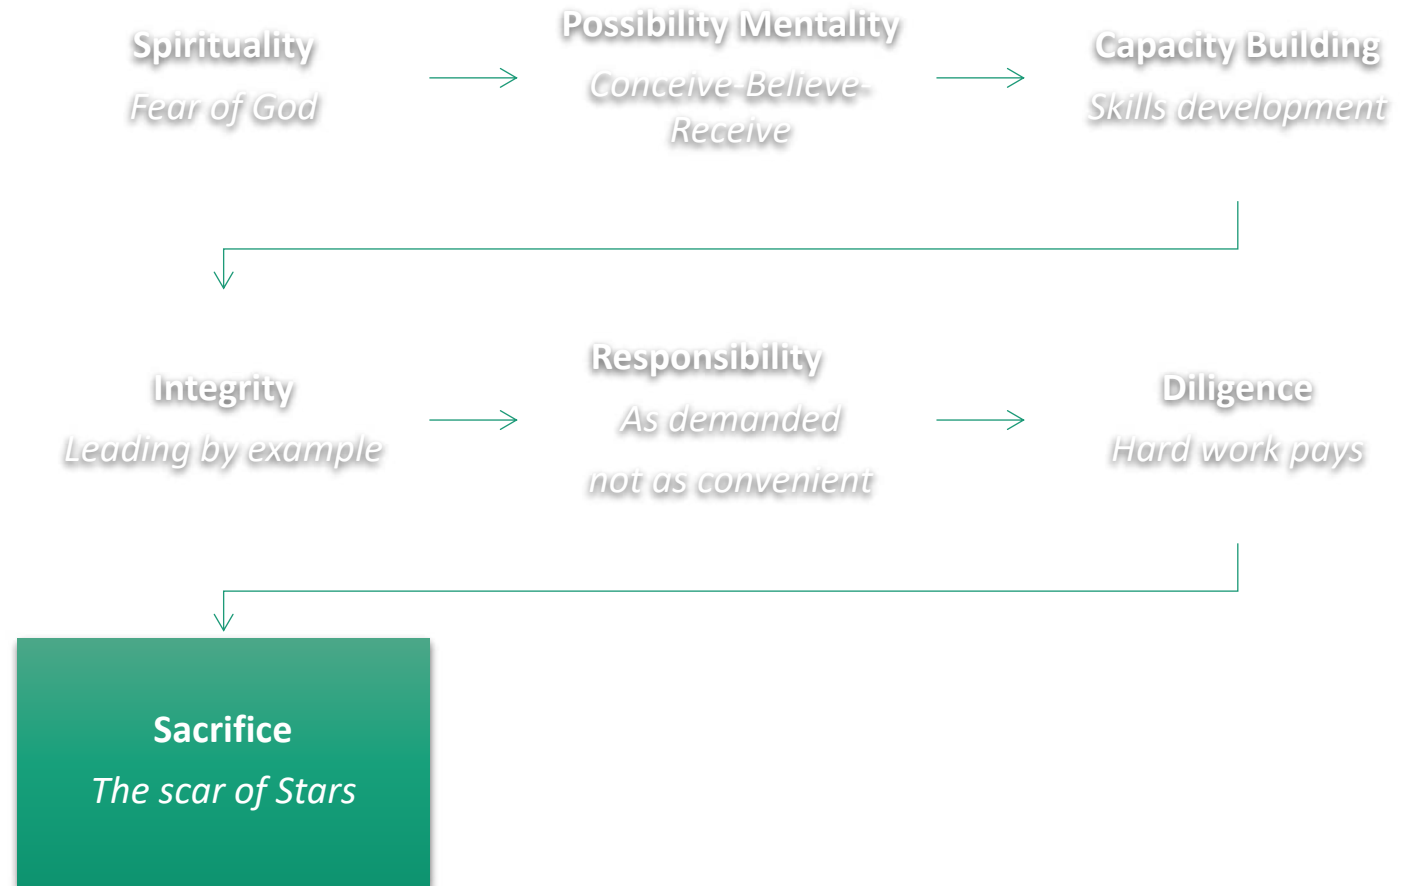 Spirituality
Fear of God
Possibility Mentality
Conceive-Believe-
Receive
Capacity Building
Skills development
Integrity
Leading by example
Responsibility
As demanded
not as convenient
Diligence
Hard work pays
Sacrifice
The scar of Stars